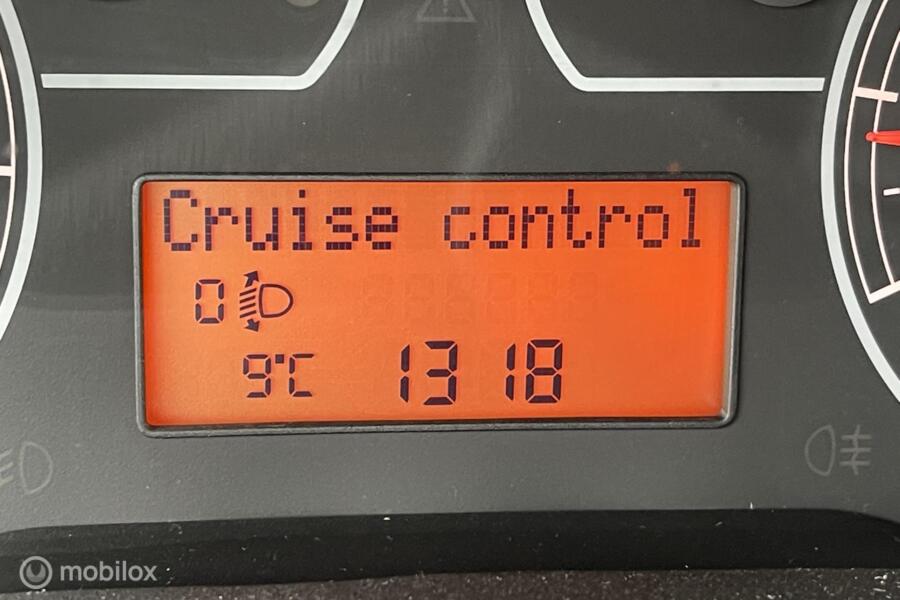 Cruise control
0
9°C 13 18
mobilox